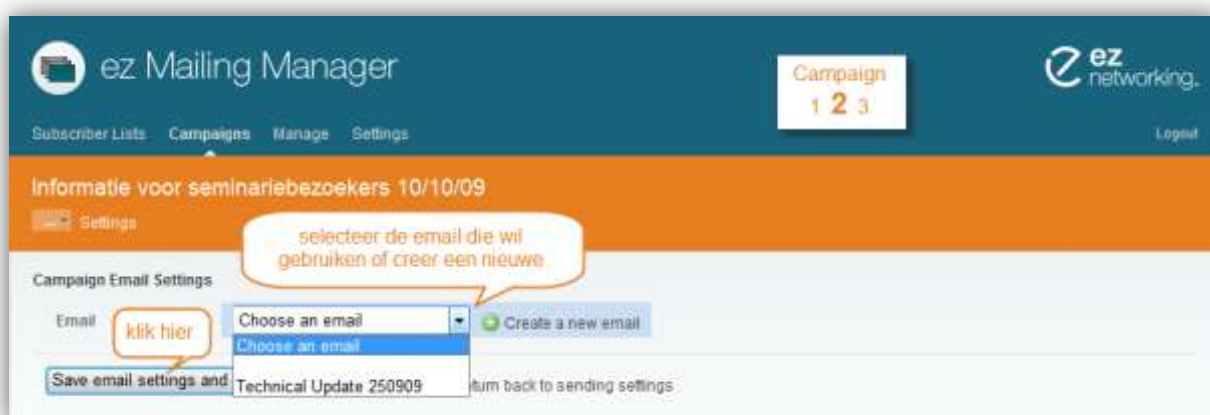 ez Mailing Manager
Campaign
1 2 3
ez
networking.
Subscriber Lists Campaigns Manage Settings
Logout
Informatie voor seminariebezoekers 10/10/09
Settings
selecteer de email die wil
gebruiken of creer een nieuwe
Campaign Email Settings
Email
klik hier
Choose an email
Create a new email
Choose an email
Technical Update 250909
Save email settings and
turn back to sending settings